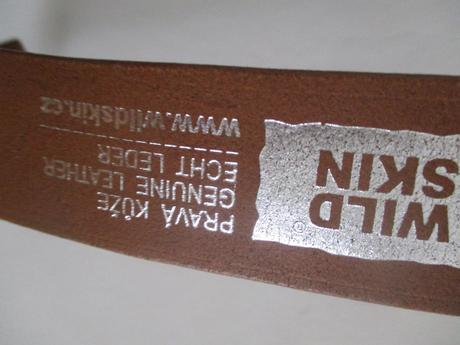 WILD®
SKIN
PRAVÁ KŮŽE
GENUINE LEATHER
ECHT LEDER
www.wildskin.cz